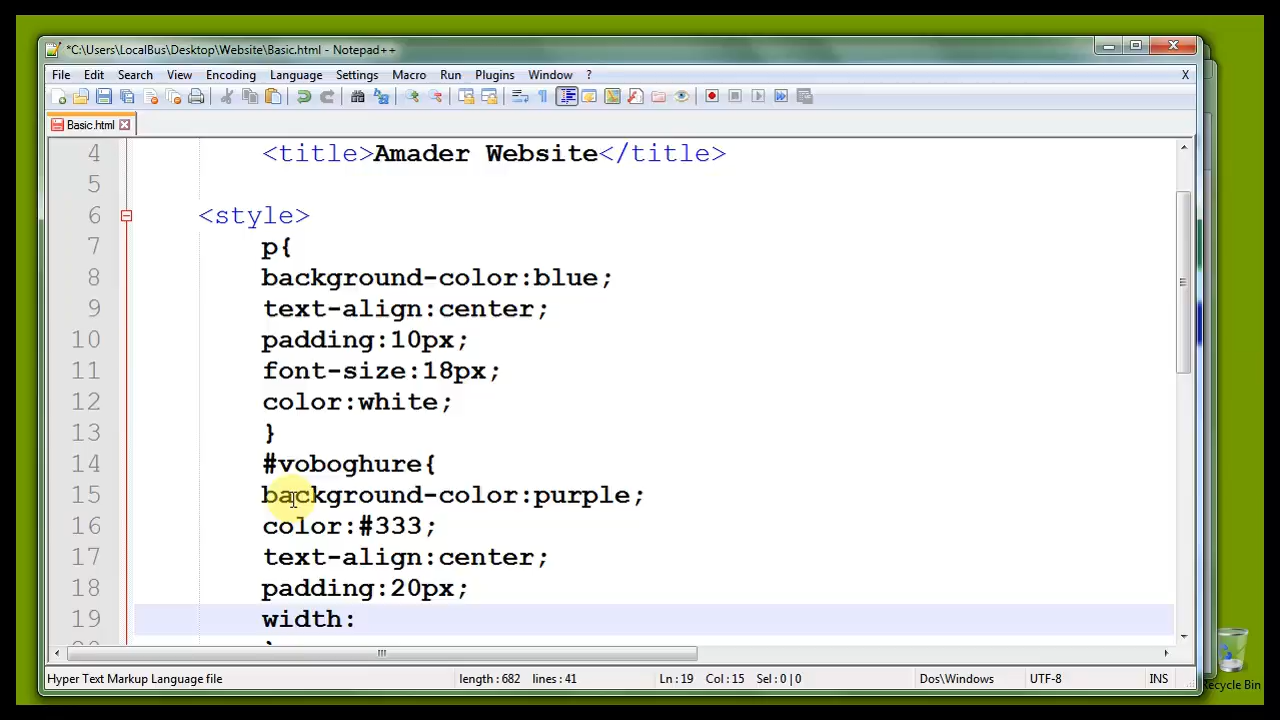 *C:\Users\LocalBus\Desktop\Website\Basic.html - Notepad++
File Edit Search View Encoding Language Settings Macro Run Plugins Window ? X
Basic.html
4 <title>Amader Website</title>
5
6 <style>
7 p{
8 background-color:blue;
9 text-align:center;
10 padding:10px;
11 font-size:18px;
12 color:white;
13 }
14 #voboghure{
15 background-color:purple;
16 color:#333;
17 text-align:center;
18 padding:20px;
19 width:
Hyper Text Markup Language file length : 682 lines : 41 Ln : 19 Col : 15 Sel : 0 | 0 Dos\Windows UTF-8 INS
Recycle Bin